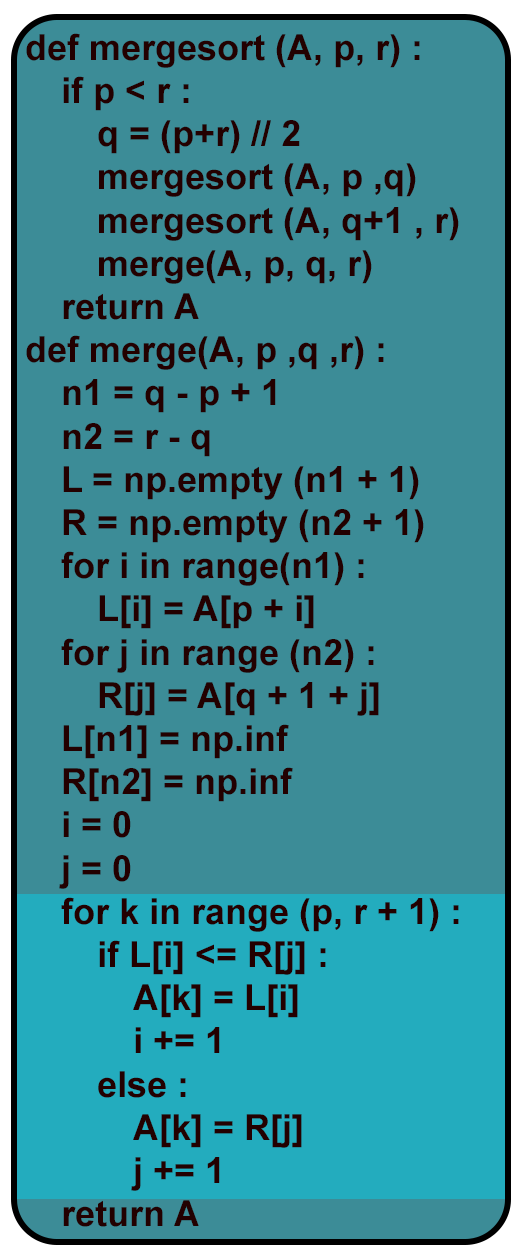 def mergesort (A, p, r) :
    if p < r :
        q = (p+r) // 2
        mergesort (A, p ,q)
        mergesort (A, q+1 , r)
        merge(A, p, q, r)
    return A
def merge(A, p ,q ,r) :
    n1 = q - p + 1
    n2 = r - q
    L = np.empty (n1 + 1)
    R = np.empty (n2 + 1)
    for i in range(n1) :
        L[i] = A[p + i]
    for j in range (n2) :
        R[j] = A[q + 1 + j]
    L[n1] = np.inf
    R[n2] = np.inf
    i = 0
    j = 0
    for k in range (p, r + 1) :
        if L[i] <= R[j] :
            A[k] = L[i]
            i += 1
        else :
            A[k] = R[j]
            j += 1
    return A